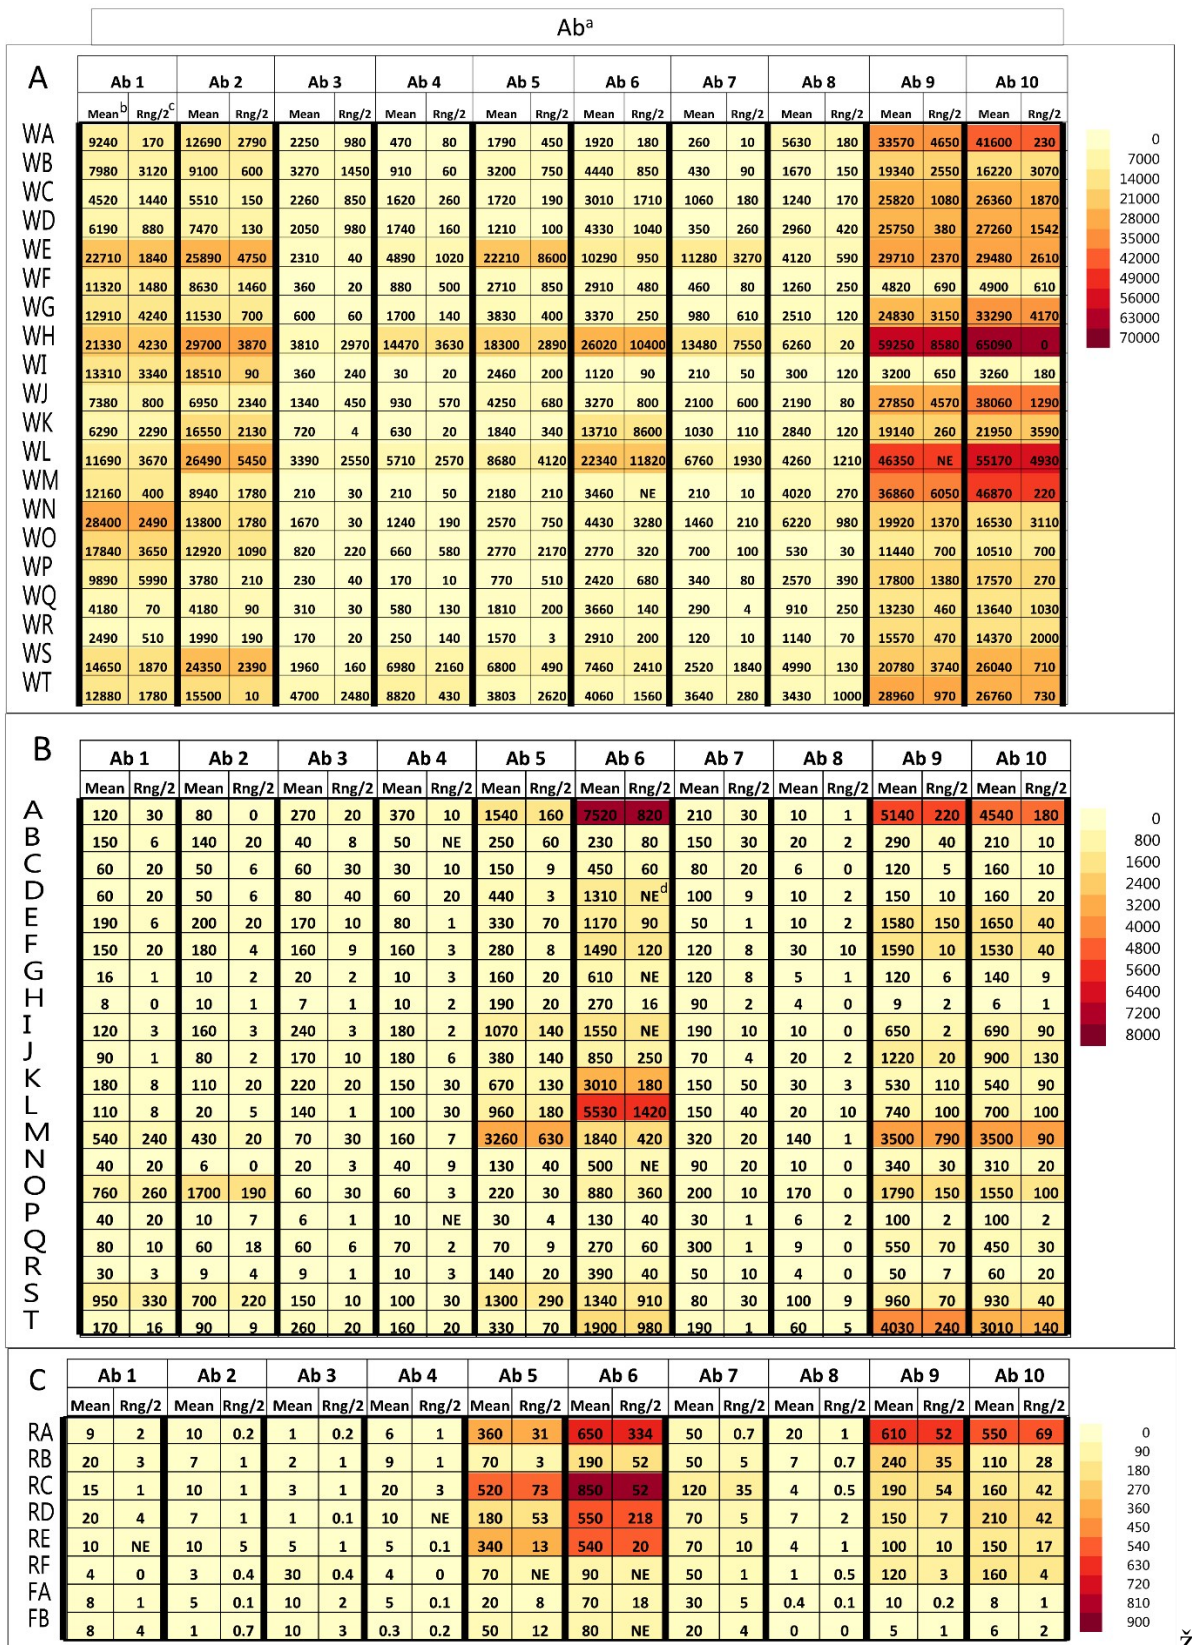 Abᵃ
A Ab 1 Ab 2 Ab 3 Ab 4 Ab 5 Ab 6 Ab 7 Ab 8 Ab 9 Ab 10
Meanᵇ Rng/2ᶜ Mean Rng/2 Mean Rng/2 Mean Rng/2 Mean Rng/2 Mean Rng/2 Mean Rng/2 Mean Rng/2 Mean Rng/2 Mean Rng/2
WA 9240 170 12690 2790 2250 980 470 80 1790 450 1920 180 260 10 5630 180 33570 4650 41600 230
WB 7980 3120 9100 600 3270 1450 910 60 3200 750 4440 850 430 90 1670 150 19340 2550 16220 3070
WC 4520 1440 5510 150 2260 850 1620 260 1720 190 3010 1710 1060 180 1240 170 25820 1080 26360 1870
WD 6190 880 7470 130 2050 980 1740 160 1210 100 4330 1040 350 260 2960 420 25750 380 27260 1542
WE 22710 1840 25890 4750 2310 40 4890 1020 22210 8600 10290 950 11280 3270 4120 590 29710 2370 29480 2610
WF 11320 1480 8630 1460 360 20 880 500 2710 850 2910 480 460 80 1260 250 4820 690 4900 610
WG 12910 4240 11530 700 600 60 1700 140 3830 400 3370 250 980 610 2510 120 24830 3150 33290 4170
WH 21330 4230 29700 3870 3810 2970 14470 3630 18300 2890 26020 10400 13480 7550 6260 20 59250 8580 65090 0
WI 13310 3340 18510 90 360 240 30 20 2460 200 1120 90 210 50 300 120 3200 650 3260 180
WJ 7380 800 6950 2340 1340 450 930 570 4250 680 3270 800 2100 600 2190 80 27850 4570 38060 1290
WK 6290 2290 16550 2130 720 4 630 20 1840 340 13710 8600 1030 110 2840 120 19140 260 21950 3590
WL 11690 3670 26490 5450 3390 2550 5710 2570 8680 4120 22340 11820 6760 1930 4260 1210 46350 NE 55170 4930
WM 12160 400 8940 1780 210 30 210 50 2180 210 3460 NE 210 10 4020 270 36860 6050 46870 220
WN 28400 2490 13800 1780 1670 30 1240 190 2570 750 4430 3280 1460 210 6220 980 19920 1370 16530 3110
WO 17840 3650 12920 1090 820 220 660 580 2770 2170 2770 320 700 100 530 30 11440 700 10510 700
WP 9890 5990 3780 210 230 40 170 10 770 510 2420 680 340 80 2570 390 17800 1380 17570 270
WQ 4180 70 4180 90 310 30 580 130 1810 200 3660 140 290 4 910 250 13230 460 13640 1030
WR 2490 510 1990 190 170 20 250 140 1570 3 2910 200 120 10 1140 70 15570 470 14370 2000
WS 14650 1870 24350 2390 1960 160 6980 2160 6800 490 7460 2410 2520 1840 4990 130 20780 3740 26040 710
WT 12880 1780 15500 10 4700 2480 8820 430 3803 2620 4060 1560 3640 280 3430 1000 28960 970 26760 730
0
7000
14000
21000
28000
35000
42000
49000
56000
63000
70000
B Ab 1 Ab 2 Ab 3 Ab 4 Ab 5 Ab 6 Ab 7 Ab 8 Ab 9 Ab 10
Mean Rng/2 Mean Rng/2 Mean Rng/2 Mean Rng/2 Mean Rng/2 Mean Rng/2 Mean Rng/2 Mean Rng/2 Mean Rng/2 Mean Rng/2
A 120 30 80 0 270 20 370 10 1540 160 7520 820 210 30 10 1 5140 220 4540 180
B 150 6 140 20 40 8 50 NE 250 60 230 80 150 30 20 2 290 40 210 10
C 60 20 50 6 60 30 30 10 150 9 450 60 80 20 6 0 120 5 160 10
D 60 20 50 6 80 40 60 20 440 3 1310 NEᵈ 100 9 10 2 150 10 160 20
E 190 6 200 20 170 10 80 1 330 70 1170 90 50 1 10 2 1580 150 1650 40
F 150 20 180 4 160 9 160 3 280 8 1490 120 120 8 30 10 1590 10 1530 40
G 16 1 10 2 20 2 10 3 160 20 610 NE 120 8 5 1 120 6 140 9
H 8 0 10 1 7 1 10 2 190 20 270 16 90 2 4 0 9 2 6 1
I 120 3 160 3 240 3 180 2 1070 140 1550 NE 190 10 10 0 650 2 690 90
J 90 1 80 2 170 10 180 6 380 140 850 250 70 4 20 2 1220 20 900 130
K 180 8 110 20 220 20 150 30 670 130 3010 180 150 50 30 3 530 110 540 90
L 110 8 20 5 140 1 100 30 960 180 5530 1420 150 40 20 10 740 100 700 100
M 540 240 430 20 70 30 160 7 3260 630 1840 420 320 20 140 1 3500 790 3500 90
N 40 20 6 0 20 3 40 9 130 40 500 NE 90 20 10 0 340 30 310 20
O 760 260 1700 190 60 30 60 3 220 30 880 360 200 10 170 0 1790 150 1550 100
P 40 20 10 7 6 1 10 NE 30 4 130 40 30 1 6 2 100 2 100 2
Q 80 10 60 18 60 6 70 2 70 9 270 60 300 1 9 0 550 70 450 30
R 30 3 9 4 9 1 10 3 140 20 390 40 50 10 4 0 50 7 60 20
S 950 330 700 220 150 10 100 30 1300 290 1340 910 80 30 100 9 960 70 930 40
T 170 16 90 9 260 20 160 20 330 70 1900 980 190 1 60 5 4030 240 3010 140
0
800
1600
2400
3200
4000
4800
5600
6400
7200
8000
C Ab 1 Ab 2 Ab 3 Ab 4 Ab 5 Ab 6 Ab 7 Ab 8 Ab 9 Ab 10
Mean Rng/2 Mean Rng/2 Mean Rng/2 Mean Rng/2 Mean Rng/2 Mean Rng/2 Mean Rng/2 Mean Rng/2 Mean Rng/2 Mean Rng/2
RA 9 2 10 0.2 1 0.2 6 1 360 31 650 334 50 0.7 20 1 610 52 550 69
RB 20 3 7 1 2 1 9 1 70 3 190 52 50 5 7 0.7 240 35 110 28
RC 15 1 10 1 3 1 20 3 520 73 850 52 120 35 4 0.5 190 54 160 42
RD 20 4 7 1 1 0.1 10 NE 180 53 550 218 70 5 7 2 150 7 210 42
RE 10 NE 10 5 5 1 5 0.1 340 13 540 20 70 10 4 1 100 10 150 17
RF 4 0 3 0.4 30 0.4 4 0 70 NE 90 NE 50 1 1 0.5 120 3 160 4
FA 8 1 5 0.1 10 2 5 0.1 20 8 70 18 30 5 0.4 0.1 10 0.2 8 1
FB 8 4 1 0.7 10 3 0.3 0.2 50 12 80 NE 20 4 0 0 5 1 6 2
0
90
180
270
360
450
540
630
720
810
900
ž